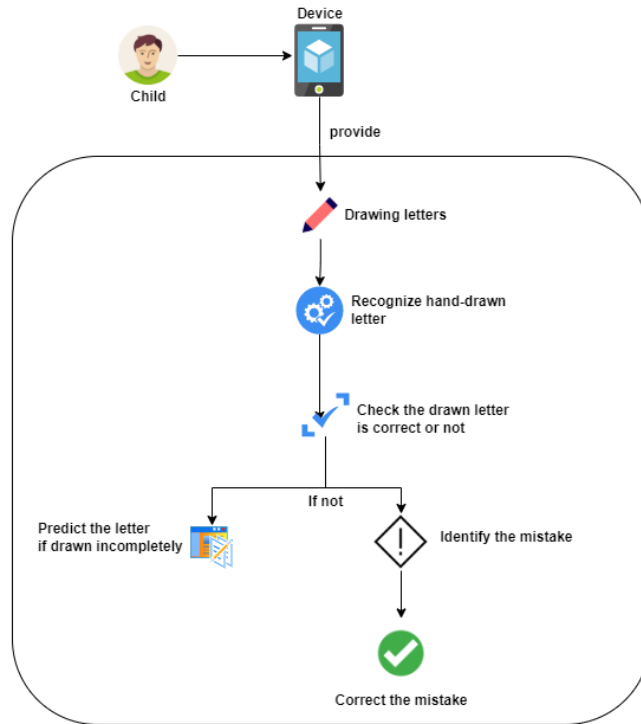 Device
Child
provide
Drawing letters
Recognize hand-drawn
letter
Check the drawn letter
is correct or not
If not
Predict the letter
if drawn incompletely
Identify the mistake
Correct the mistake